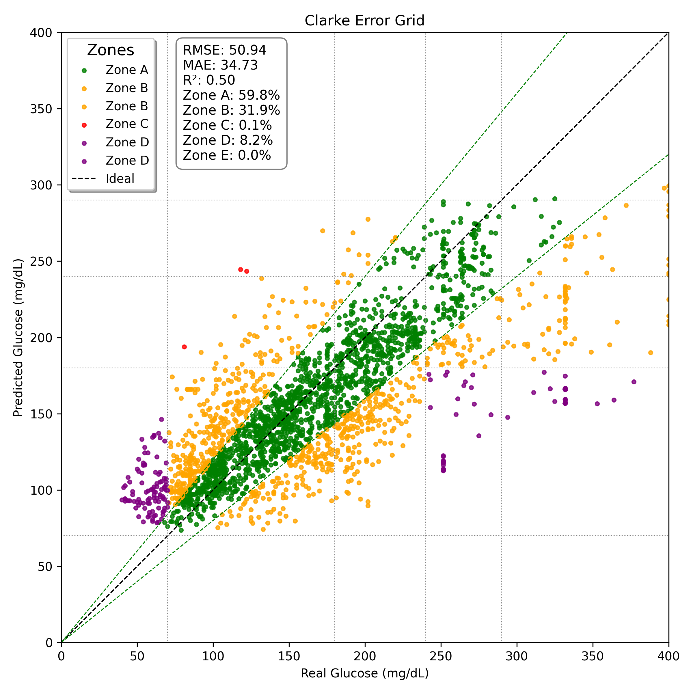 Clarke Error Grid
Zones
Zone A
Zone B
Zone B
Zone C
Zone D
Zone D
Ideal
RMSE: 50.94
MAE: 34.73
R²: 0.50
Zone A: 59.8%
Zone B: 31.9%
Zone C: 0.1%
Zone D: 8.2%
Zone E: 0.0%
Predicted Glucose (mg/dL)
400
350
300
250
200
150
100
50
0
0 50 100 150 200 250 300 350 400
Real Glucose (mg/dL)